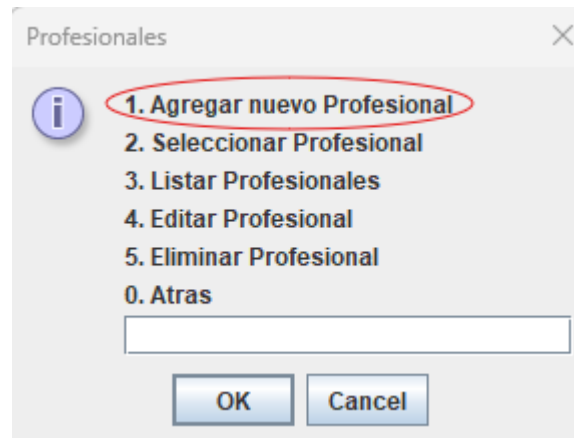 Profesionales
1. Agregar nuevo Profesional
2. Seleccionar Profesional
3. Listar Profesionales
4. Editar Profesional
5. Eliminar Profesional
0. Atras
OK Cancel